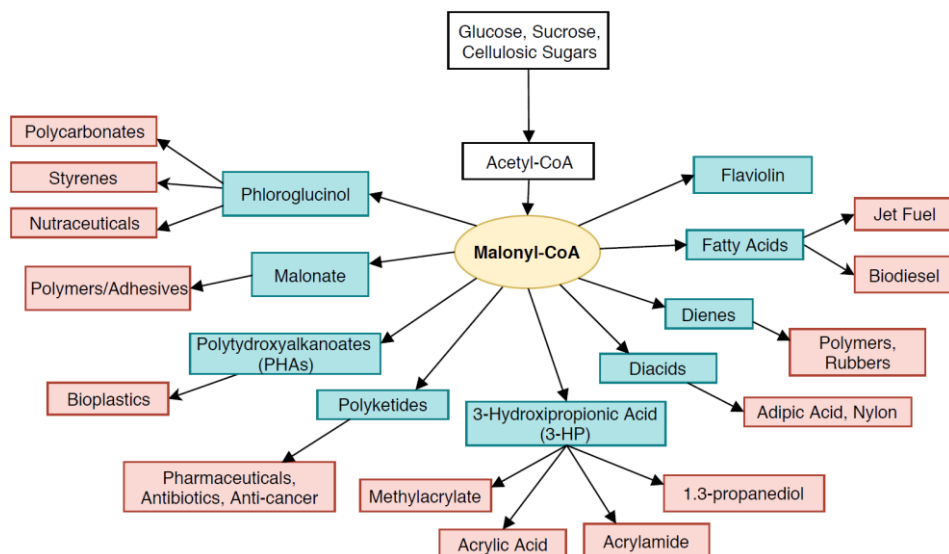 Glucose, Sucrose,
Cellulosic Sugars
Acetyl-CoA
Malonyl-CoA
Phloroglucinol
Polycarbonates
Styrenes
Nutraceuticals
Malonate
Polymers/Adhesives
Polytydroxyalkanoates
(PHAs)
Bioplastics
Polyketides
Pharmaceuticals,
Antibiotics, Anti-cancer
3-Hydroxipropionic Acid
(3-HP)
Methylacrylate
Acrylic Acid
Acrylamide
1.3-propanediol
Diacids
Adipic Acid, Nylon
Dienes
Polymers,
Rubbers
Fatty Acids
Jet Fuel
Biodiesel
Flaviolin